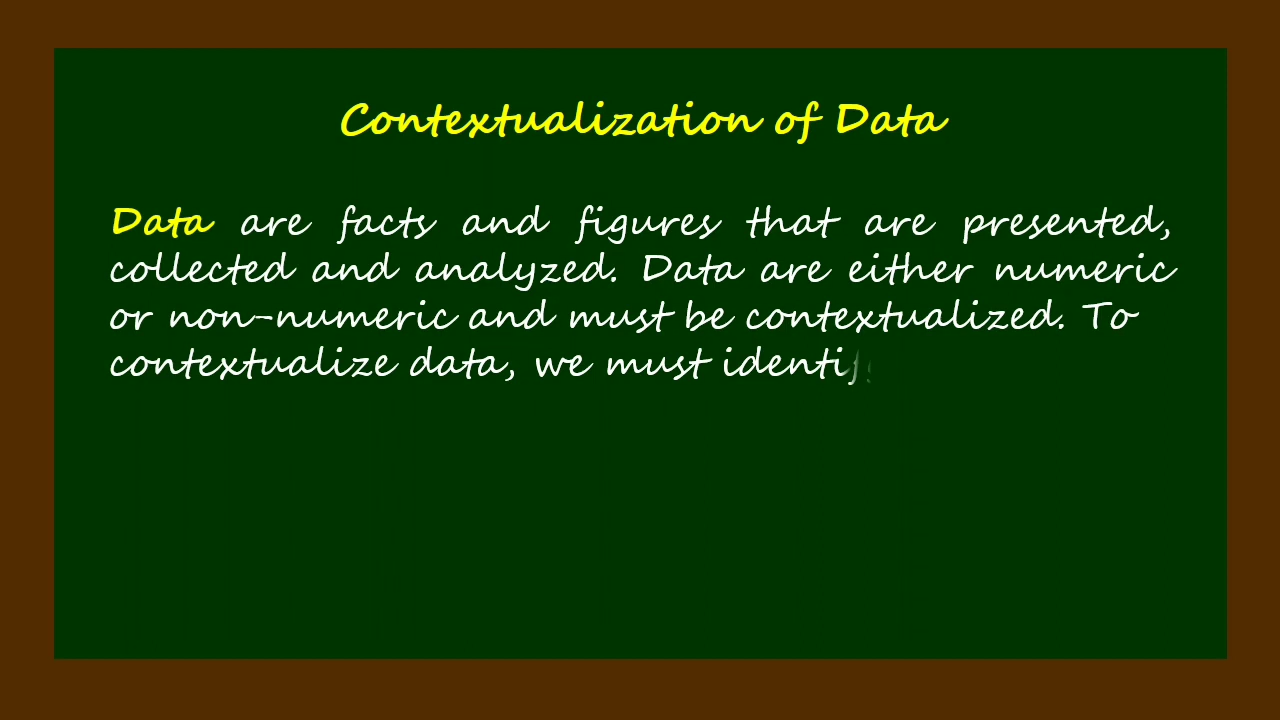 Contextualization of Data
Data are facts and figures that are presented,
collected and analyzed. Data are either numeric
or non-numeric and must be contextualized. To
contextualize data, we must